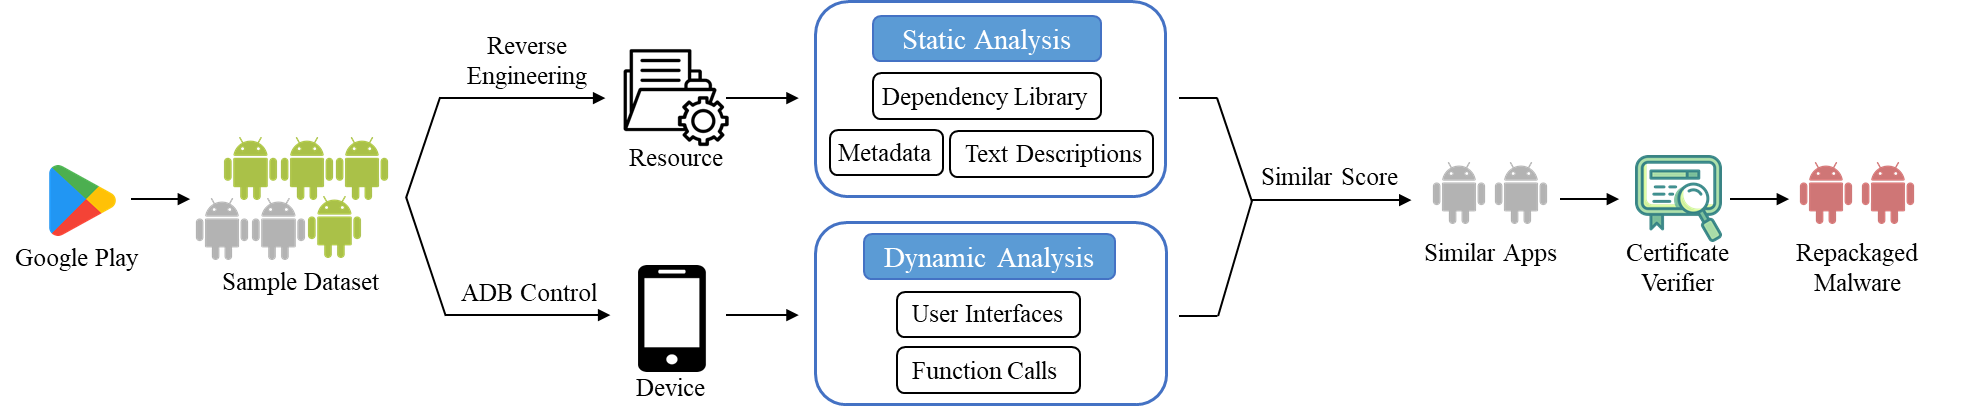 Google Play
Sample Dataset
Reverse
Engineering
Resource
ADB Control
Device
Static Analysis
Dependency Library
Metadata
Text Descriptions
Dynamic Analysis
User Interfaces
Function Calls
Similar Score
Similar Apps
Certificate
Verifier
Repackaged
Malware